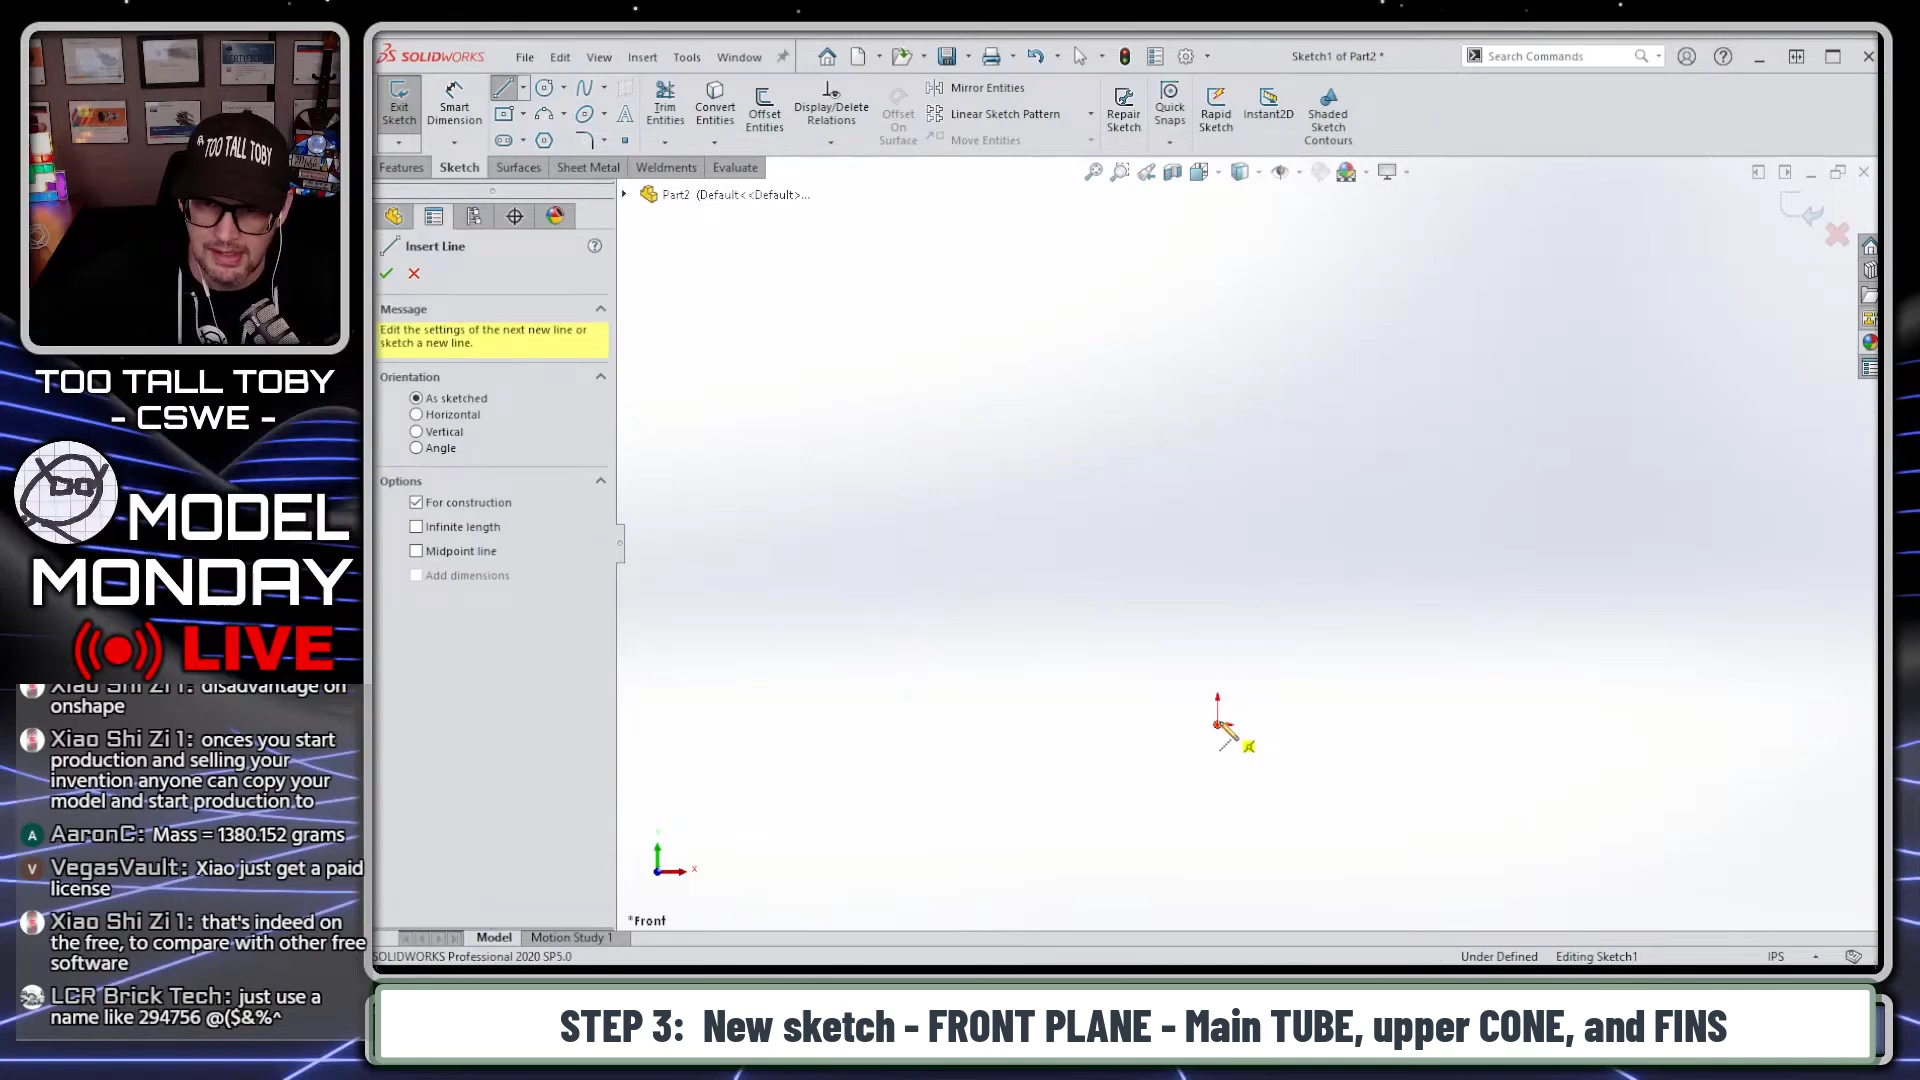 SOLIDWORKS
File Edit View Insert Tools Window
Sketch1 of Part2 *
Search Commands
Exit Sketch
Smart Dimension
Trim Entities
Convert Entities
Offset Entities
Display/Delete Relations
Offset On Surface
Mirror Entities
Linear Sketch Pattern
Move Entities
Repair Sketch
Quick Snaps
Rapid Sketch
Instant2D
Shaded Sketch Contours
Features Sketch Surfaces Sheet Metal Weldments Evaluate
Part2 (Default<<Default>...
Insert Line
Message
Edit the settings of the next new line or
sketch a new line.
Orientation
As sketched
Horizontal
Vertical
Angle
Options
For construction
Infinite length
Midpoint line
Add dimensions
Y
X
*Front
Model Motion Study 1
SOLIDWORKS Professional 2020 SP5.0
Under Defined Editing Sketch1 IPS
TOO TALL TOBY
TOO TALL TOBY
- CSWE -
MODEL
MONDAY
LIVE
Xiao Shi Zi 1: disadvantage on
onshape
Xiao Shi Zi 1: onces you start
production and selling your
invention anyone can copy your
model and start production to
A AaronC: Mass = 1380.152 grams
V VegasVault: Xiao just get a paid
license
Xiao Shi Zi 1: that's indeed on
the free, to compare with other free
software
LCR Brick Tech: just use a
name like 294756 @($&%^
STEP 3: New sketch - FRONT PLANE - Main TUBE, upper CONE, and FINS